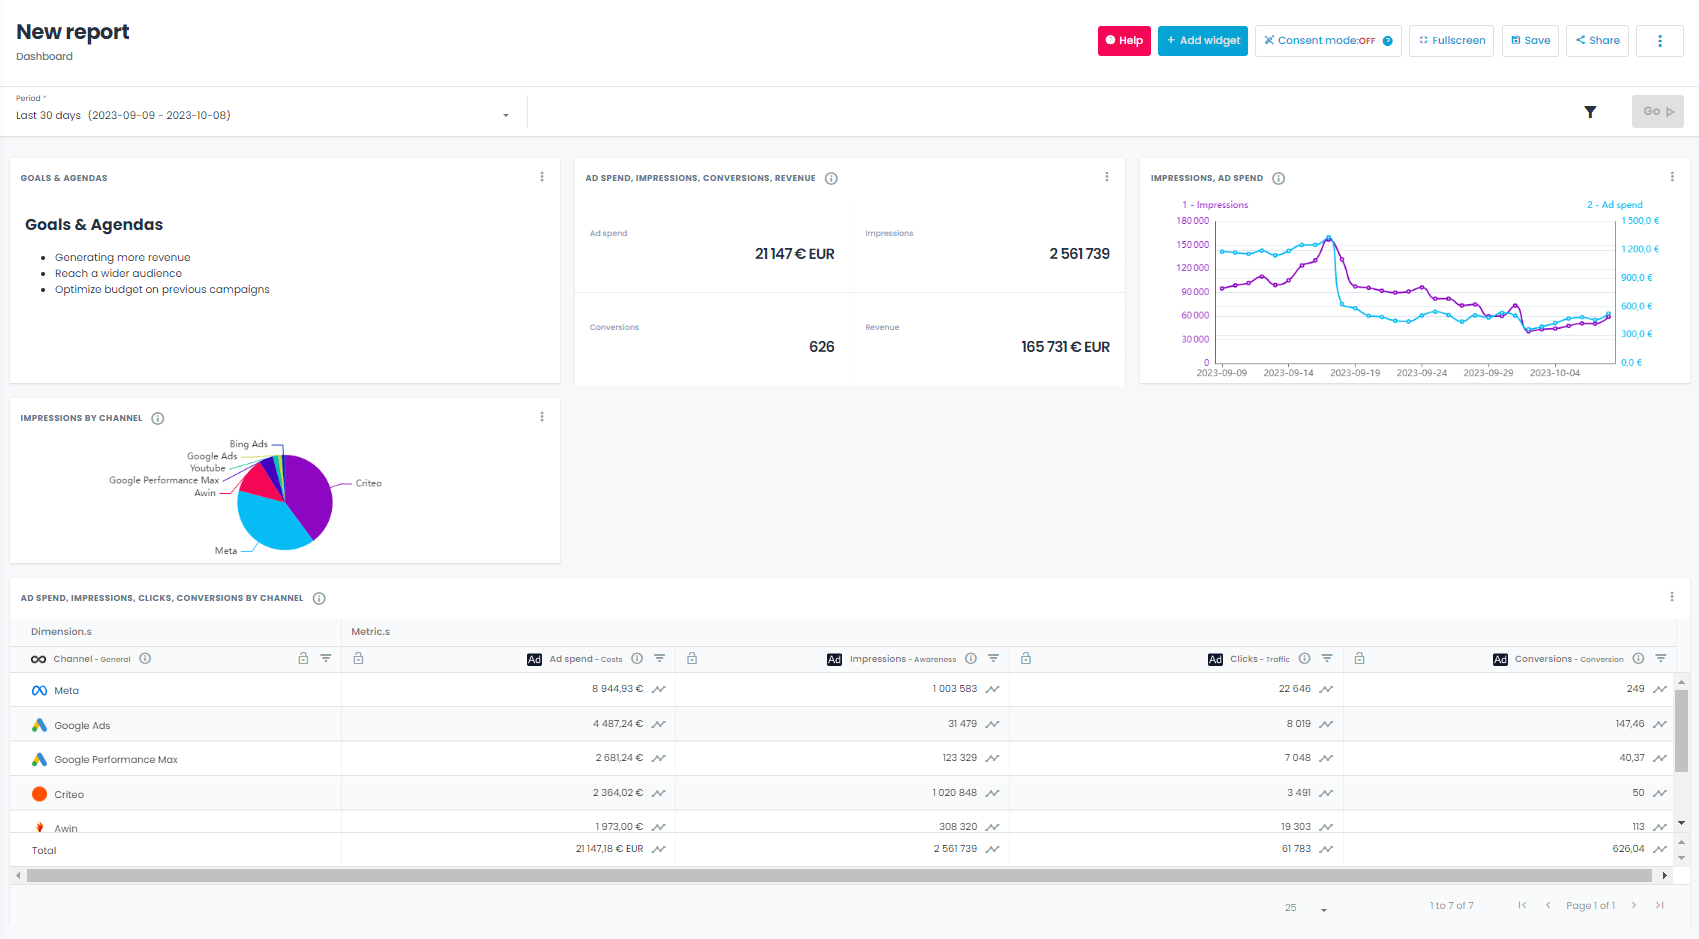 New report
Dashboard
Help
+ Add widget
Consent mode:OFF ?
Fullscreen
Save
Share
Period *
Last 30 days (2023-09-09 - 2023-10-08)
Go
GOALS & AGENDAS
Goals & Agendas
• Generating more revenue
• Reach a wider audience
• Optimize budget on previous campaigns
AD SPEND, IMPRESSIONS, CONVERSIONS, REVENUE
Ad spend
21 147 € EUR
Impressions
2 561 739
Conversions
626
Revenue
165 731 € EUR
IMPRESSIONS, AD SPEND
1 - Impressions
2 - Ad spend
180 000
150 000
120 000
90 000
60 000
30 000
0
1 500,0 €
1 200,0 €
900,0 €
600,0 €
300,0 €
0,0 €
2023-09-09 2023-09-14 2023-09-19 2023-09-24 2023-09-29 2023-10-04
IMPRESSIONS BY CHANNEL
Bing Ads
Google Ads
Youtube
Google Performance Max
Awin
Meta
Criteo
AD SPEND, IMPRESSIONS, CLICKS, CONVERSIONS BY CHANNEL
Dimension.s Metric.s
Channel - General Ad Ad spend - Costs Ad Impressions - Awareness Ad Clicks - Traffic Ad Conversions - Conversion
Meta 8 944,93 € 1 003 583 22 646 249
Google Ads 4 487,24 € 31 479 8 019 147,46
Google Performance Max 2 681,24 € 123 329 7 048 40,37
Criteo 2 364,02 € 1 020 848 3 491 50
Awin 1 973,00 € 308 320 19 303 113
Total 21 147,18 € EUR 2 561 739 61 783 626,04
25
1 to 7 of 7
Page 1 of 1